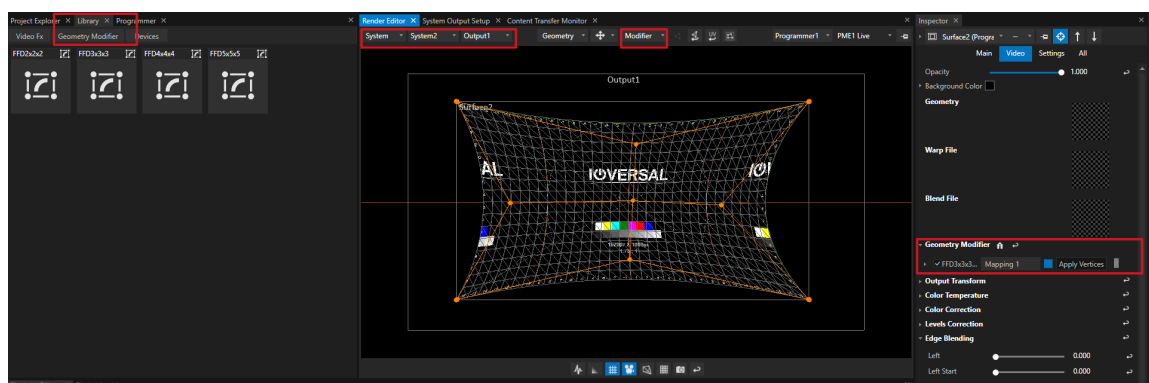 Project Explorer × Library × Programmer × ×
Video Fx Geometry Modifier Devices
FFD2x2x2 FFD3x3x3 FFD4x4x4 FFD5x5x5
Render Editor × System Output Setup × Content Transfer Monitor × ×
System System2 Output1 Geometry Modifier UV Programmer1 PME1 Live
Output1
Surface2
AL IOVERSAL IO
Inspector × ×
Surface2 (Progra
Main Video Settings All
Opacity 1.000
Background Color
Geometry
Warp File
Blend File
Geometry Modifier
FFD3x3x3... Mapping 1 Apply Vertices
Output Transform
Color Temperature
Color Correction
Levels Correction
Edge Blending
Left 0.000
Left Start 0.000